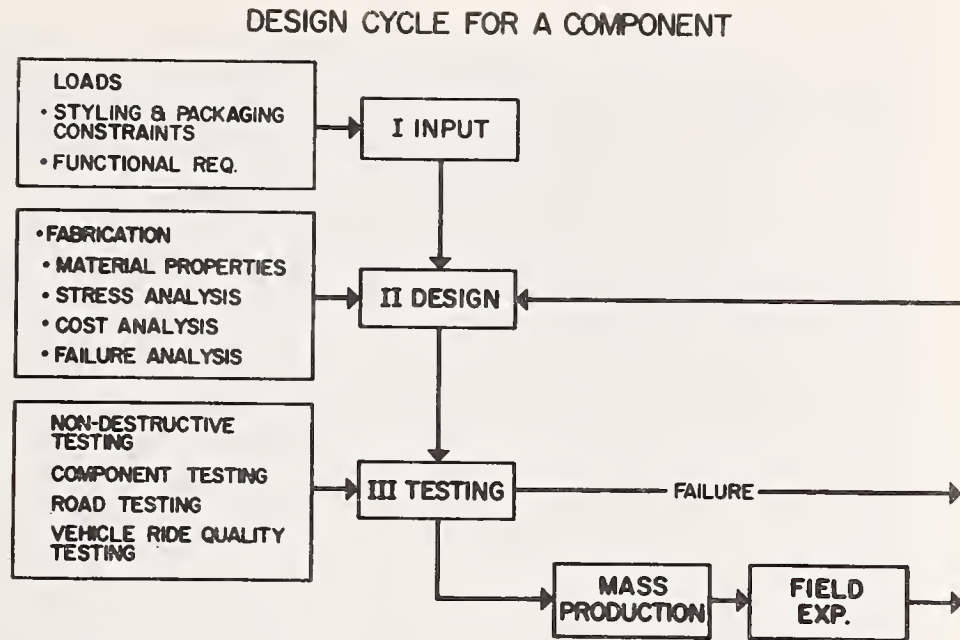 DESIGN CYCLE FOR A COMPONENT
LOADS
• STYLING & PACKAGING
CONSTRAINTS
• FUNCTIONAL REQ.
I INPUT
• FABRICATION
• MATERIAL PROPERTIES
• STRESS ANALYSIS
• COST ANALYSIS
• FAILURE ANALYSIS
II DESIGN
NON-DESTRUCTIVE
TESTING
COMPONENT TESTING
ROAD TESTING
VEHICLE RIDE QUALITY
TESTING
III TESTING
FAILURE
MASS
PRODUCTION
FIELD
EXP.